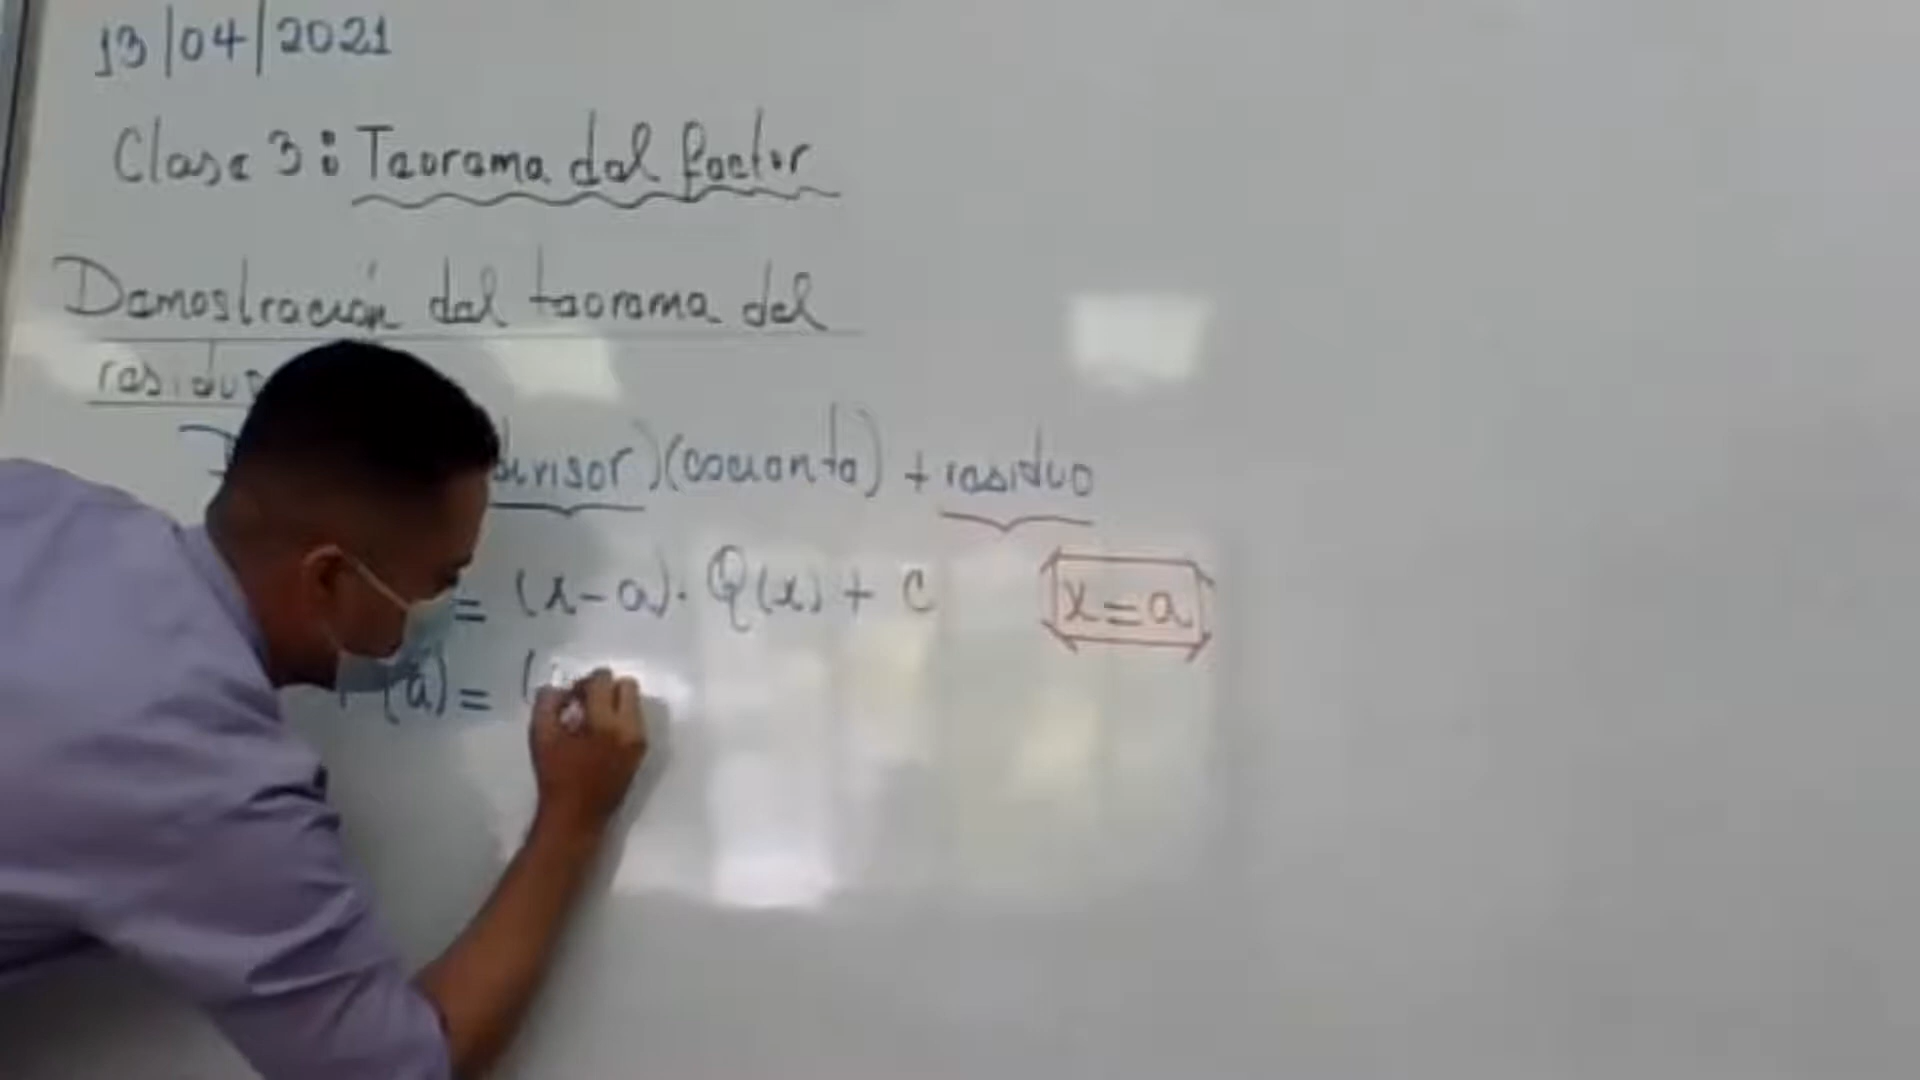 13/04/2021
Clase 3: Teorema del factor
Demostración del teorema del
residuo
divisor)(cociente) + residuo
= (x-a). Q(x) + C
x=a
(a) = (